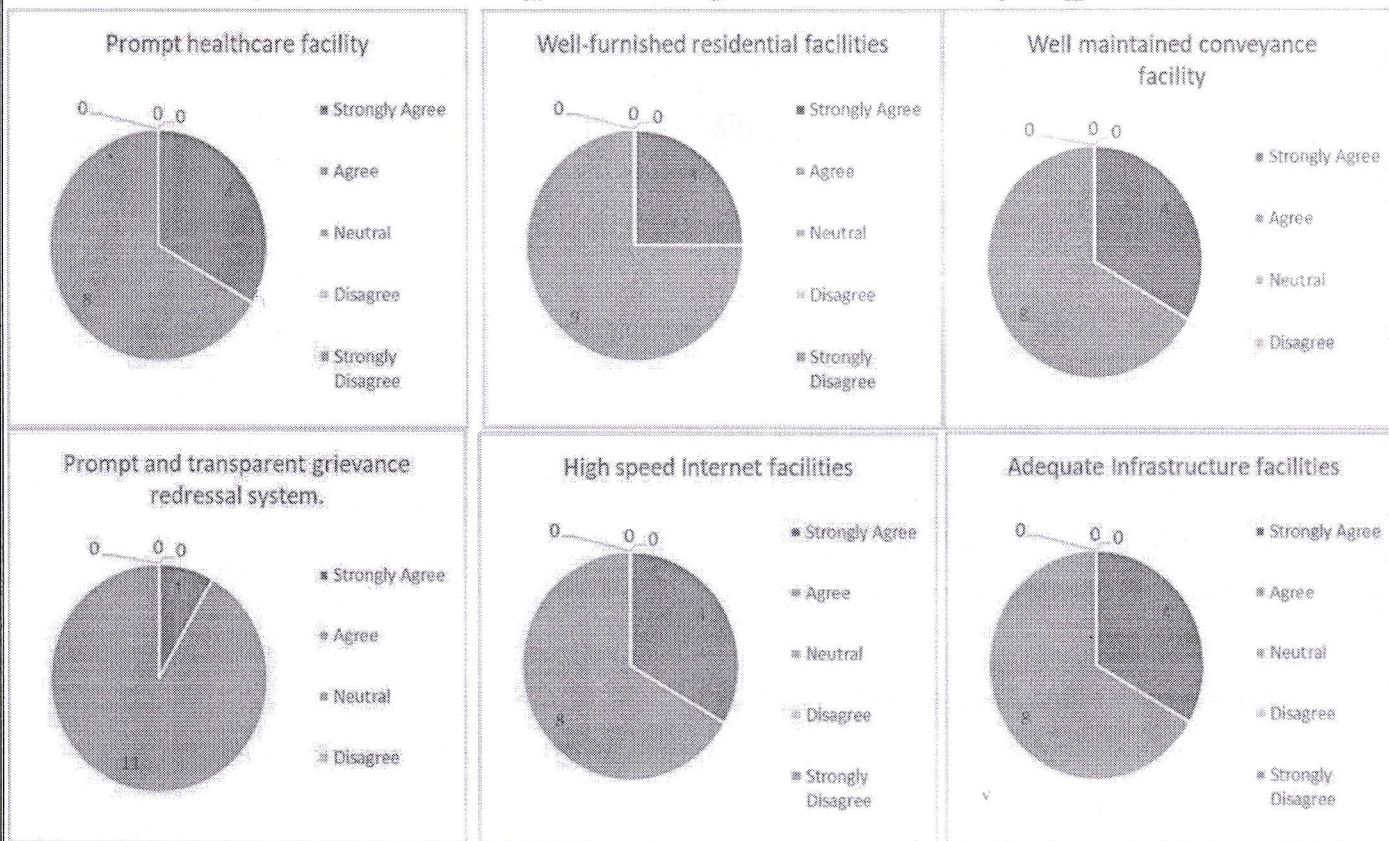 Prompt healthcare facility
0 0 0
Strongly Agree
Agree
Neutral
Disagree
Strongly
Disagree
8
Well-furnished residential facilities
0 0 0
Strongly Agree
Agree
Neutral
Disagree
Strongly
Disagree
9
Well maintained conveyance
facility
0 0 0
Strongly Agree
Agree
Neutral
Disagree
4
8
Prompt and transparent grievance
redressal system.
0 0 0
Strongly Agree
Agree
Neutral
Disagree
1
11
High speed Internet facilities
0 0 0
Strongly Agree
Agree
Neutral
Disagree
Strongly
Disagree
8
Adequate Infrastructure facilities
0 0 0
Strongly Agree
Agree
Neutral
Disagree
Strongly
Disagree
4
8